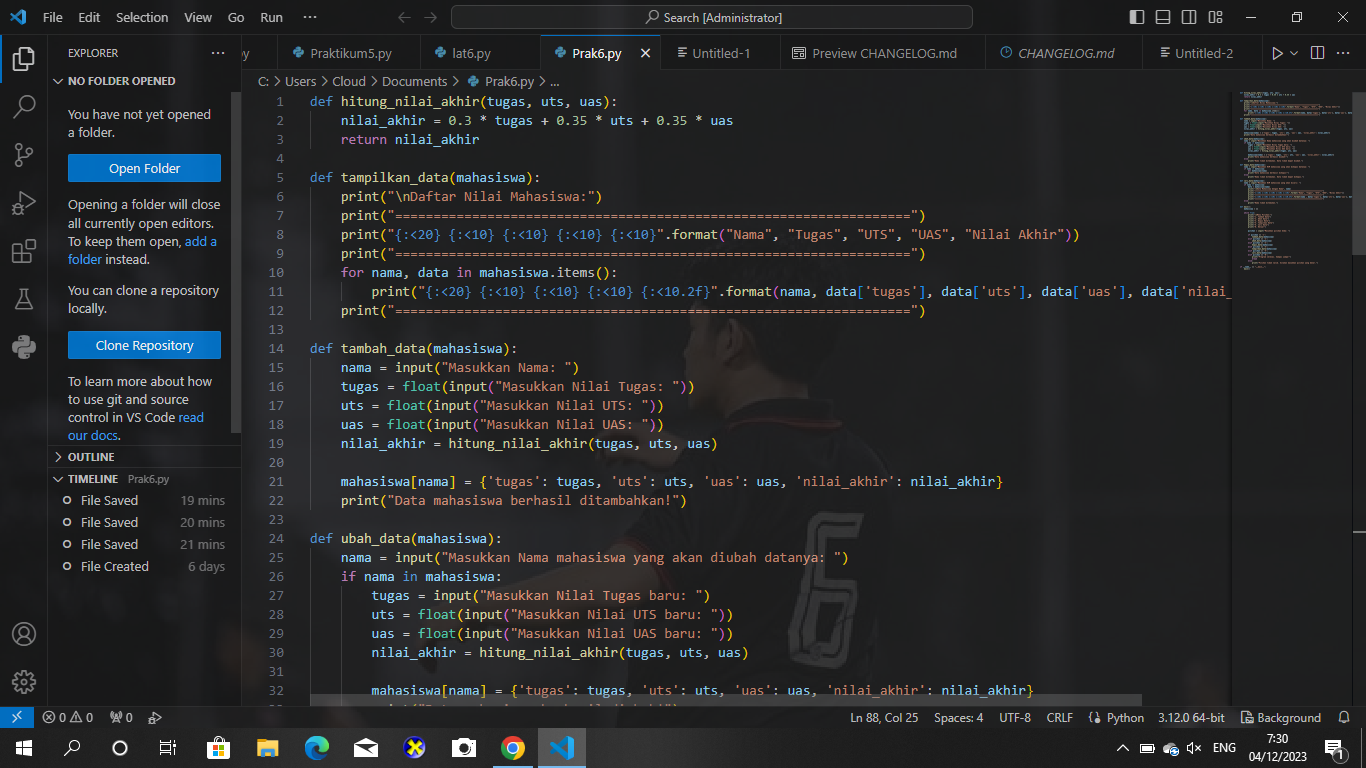 File Edit Selection View Go Run ··· Search [Administrator]
EXPLORER ···
NO FOLDER OPENED
You have not yet opened
a folder.
Open Folder
Opening a folder will close
all currently open editors.
To keep them open, add a
folder instead.
You can clone a repository
locally.
Clone Repository
To learn more about how
to use git and source
control in VS Code read
our docs.
OUTLINE
TIMELINE Prak6.py
File Saved 19 mins
File Saved 20 mins
File Saved 21 mins
File Created 6 days
Praktikum5.py lat6.py Prak6.py Untitled-1 Preview CHANGELOG.md CHANGELOG.md Untitled-2 ···
C: > Users > Cloud > Documents > Prak6.py > ...
1 def hitung_nilai_akhir(tugas, uts, uas):
2     nilai_akhir = 0.3 * tugas + 0.35 * uts + 0.35 * uas
3     return nilai_akhir
4
5 def tampilkan_data(mahasiswa):
6     print("\nDaftar Nilai Mahasiswa:")
7     print("===================================================================")
8     print("{:<20} {:<10} {:<10} {:<10} {:<10}".format("Nama", "Tugas", "UTS", "UAS", "Nilai Akhir"))
9     print("===================================================================")
10     for nama, data in mahasiswa.items():
11         print("{:<20} {:<10} {:<10} {:<10} {:<10.2f}".format(nama, data['tugas'], data['uts'], data['uas'], data['nilai_
12     print("===================================================================")
13
14 def tambah_data(mahasiswa):
15     nama = input("Masukkan Nama: ")
16     tugas = float(input("Masukkan Nilai Tugas: "))
17     uts = float(input("Masukkan Nilai UTS: "))
18     uas = float(input("Masukkan Nilai UAS: "))
19     nilai_akhir = hitung_nilai_akhir(tugas, uts, uas)
20
21     mahasiswa[nama] = {'tugas': tugas, 'uts': uts, 'uas': uas, 'nilai_akhir': nilai_akhir}
22     print("Data mahasiswa berhasil ditambahkan!")
23
24 def ubah_data(mahasiswa):
25     nama = input("Masukkan Nama mahasiswa yang akan diubah datanya: ")
26     if nama in mahasiswa:
27         tugas = input("Masukkan Nilai Tugas baru: ")
28         uts = float(input("Masukkan Nilai UTS baru: "))
29         uas = float(input("Masukkan Nilai UAS baru: "))
30         nilai_akhir = hitung_nilai_akhir(tugas, uts, uas)
31
32         mahasiswa[nama] = {'tugas': tugas, 'uts': uts, 'uas': uas, 'nilai_akhir': nilai_akhir}
6
0 0 0 Ln 88, Col 25 Spaces: 4 UTF-8 CRLF Python 3.12.0 64-bit Background
ENG 7:30
04/12/2023
1